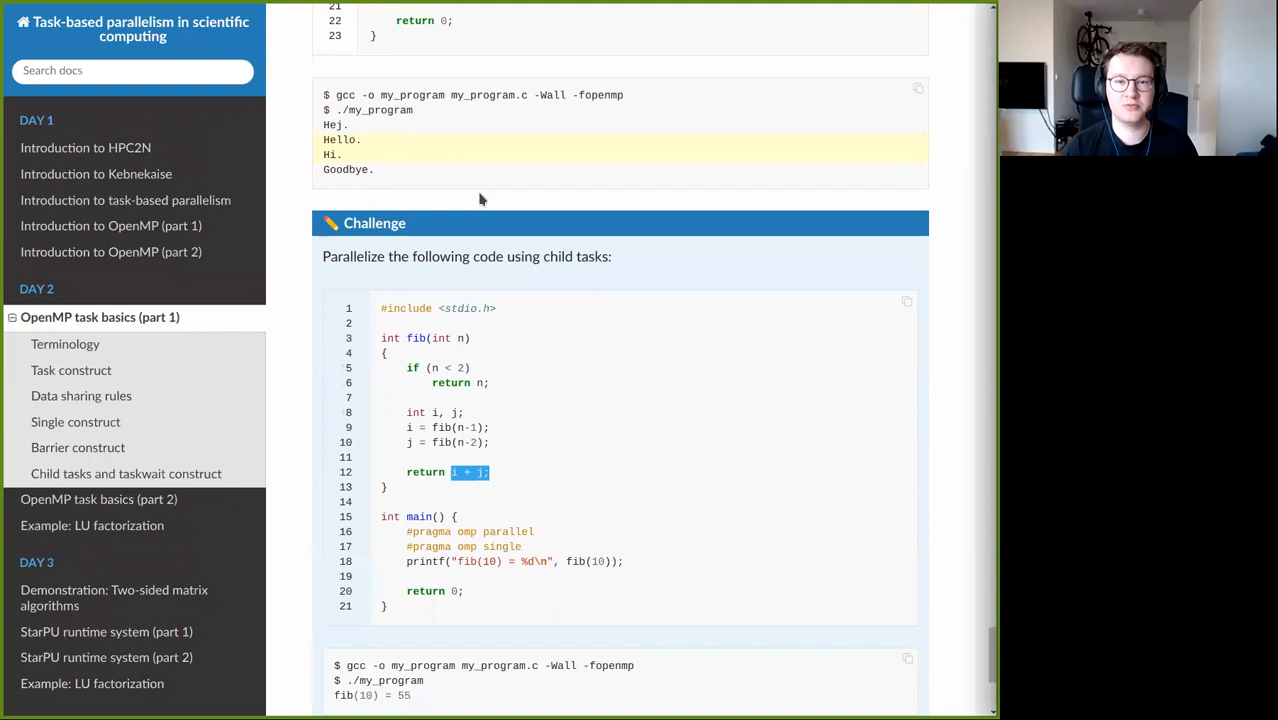 Task-based parallelism in scientific
computing
Search docs
DAY 1
Introduction to HPC2N
Introduction to Kebnekaise
Introduction to task-based parallelism
Introduction to OpenMP (part 1)
Introduction to OpenMP (part 2)
DAY 2
OpenMP task basics (part 1)
Terminology
Task construct
Data sharing rules
Single construct
Barrier construct
Child tasks and taskwait construct
OpenMP task basics (part 2)
Example: LU factorization
DAY 3
Demonstration: Two-sided matrix
algorithms
StarPU runtime system (part 1)
StarPU runtime system (part 2)
Example: LU factorization
21
22 return 0;
23 }
$ gcc -o my_program my_program.c -Wall -fopenmp
$ ./my_program
Hej.
Hello.
Hi.
Goodbye.
Challenge
Parallelize the following code using child tasks:
1 #include <stdio.h>
2
3 int fib(int n)
4 {
5 if (n < 2)
6 return n;
7
8 int i, j;
9 i = fib(n-1);
10 j = fib(n-2);
11
12 return i + j;
13 }
14
15 int main() {
16 #pragma omp parallel
17 #pragma omp single
18 printf("fib(10) = %d\n", fib(10));
19
20 return 0;
21 }
$ gcc -o my_program my_program.c -Wall -fopenmp
$ ./my_program
fib(10) = 55